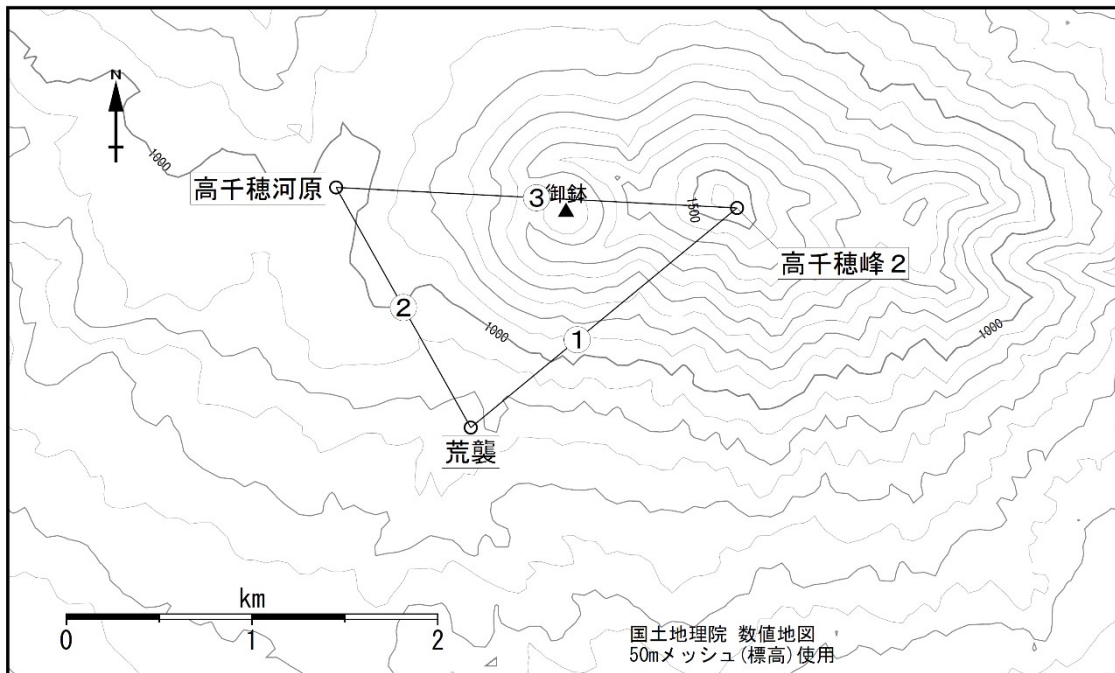 N
1000
高千穂河原
③
御鉢
1500
高千穂峰2
②
1000
①
1000
荒襲
km
0 1 2
国土地理院 数値地図
50mメッシュ(標高)使用